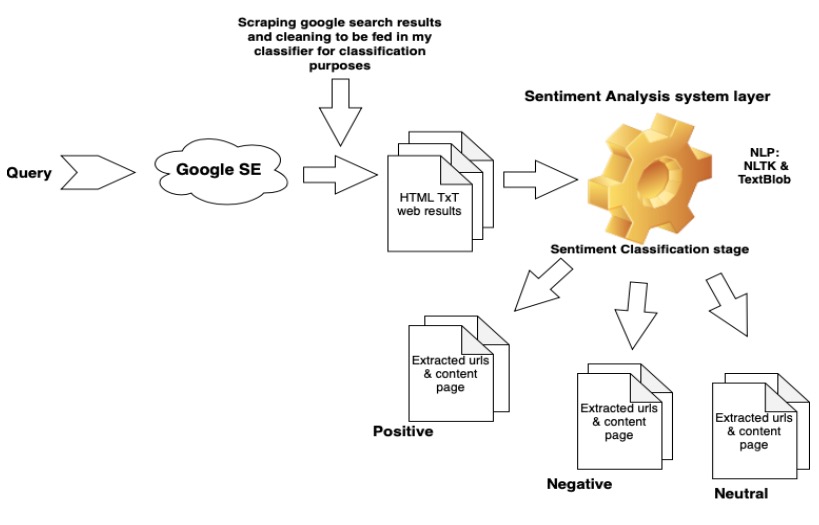 Scraping google search results
and cleaning to be fed in my
classifier for classification
purposes
Sentiment Analysis system layer
Query
Google SE
HTML TxT
web results
NLP:
NLTK &
TextBlob
Sentiment Classification stage
Extracted urls
& content
page
Positive
Extracted urls
& content
page
Negative
Extracted urls
& content
page
Neutral